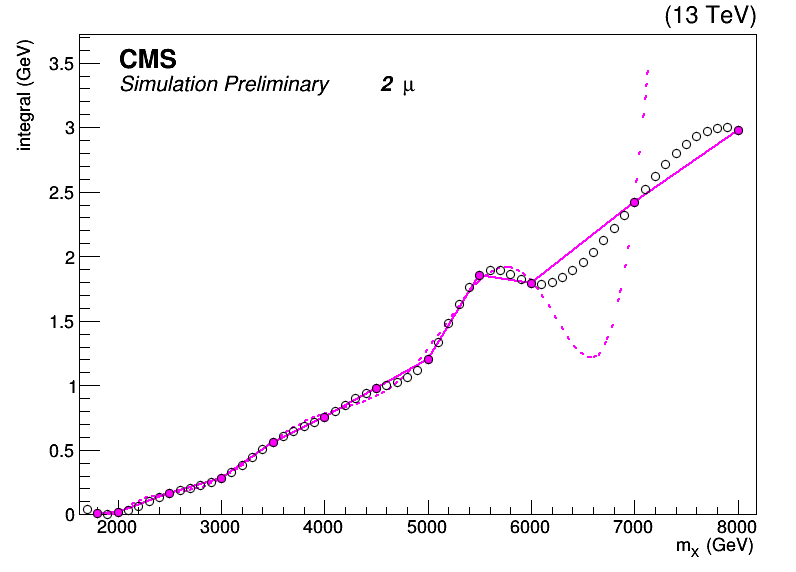 (13 TeV)
CMS
Simulation Preliminary 2 μ
integral (GeV)
3.5
3
2.5
2
1.5
1
0.5
0
2000 3000 4000 5000 6000 7000 8000
mx (GeV)